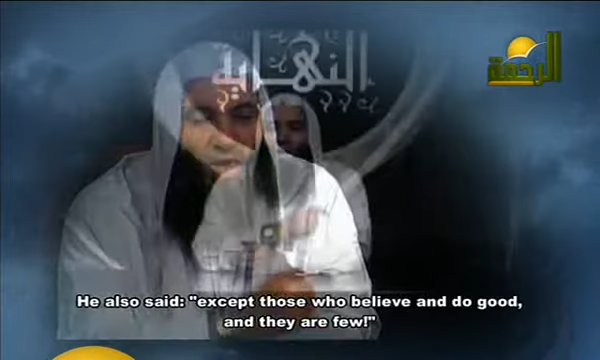 النهاية
الرحمة
He also said: "except those who believe and do good,
and they are few!"